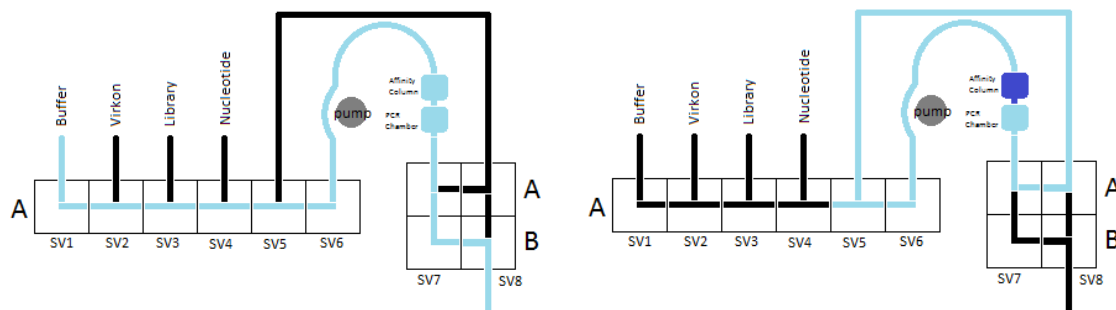 Buffer
Virkon
Library
Nucleotide
pump
Affinity
Column
PCR
Chamber
A
SV1
SV2
SV3
SV4
SV5
SV6
A
B
SV7
SV8
Buffer
Virkon
Library
Nucleotide
pump
Affinity
Column
PCR
Chamber
A
SV1
SV2
SV3
SV4
SV5
SV6
A
B
SV7
SV8